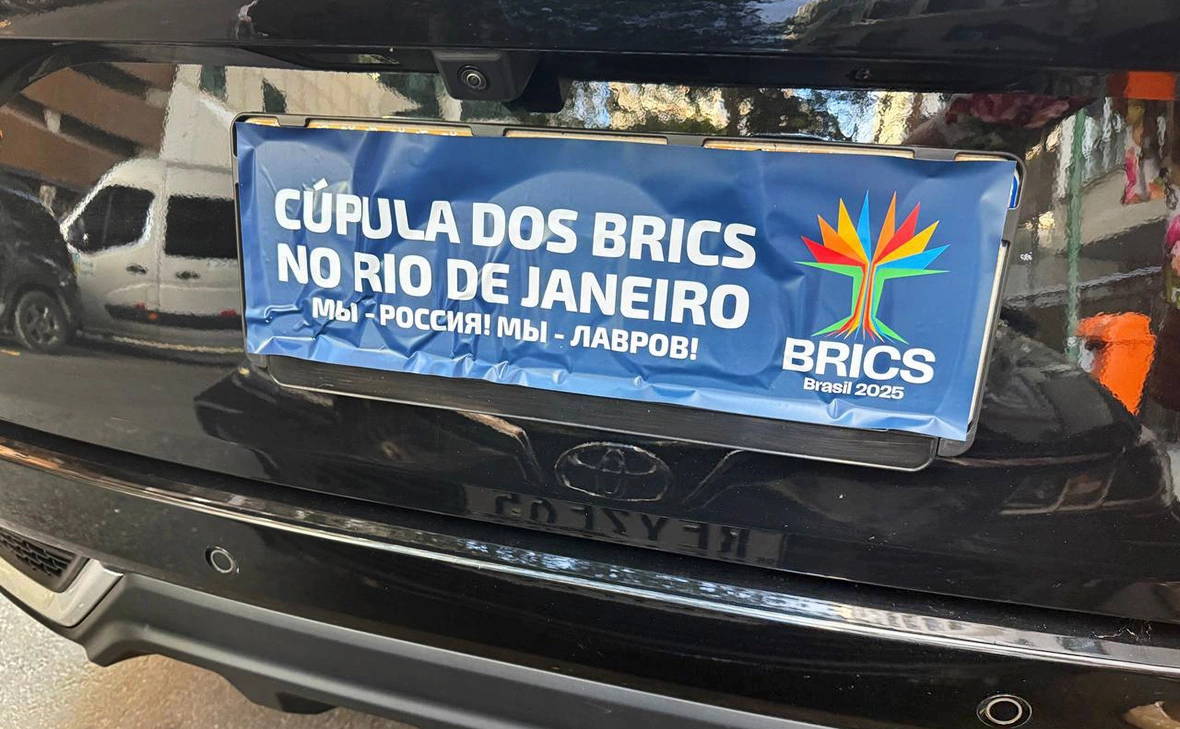 CÚPULA DOS BRICS
NO RIO DE JANEIRO
МЫ - РОССИЯ! МЫ - ЛАВРОВ!
BRICS
Brasil 2025